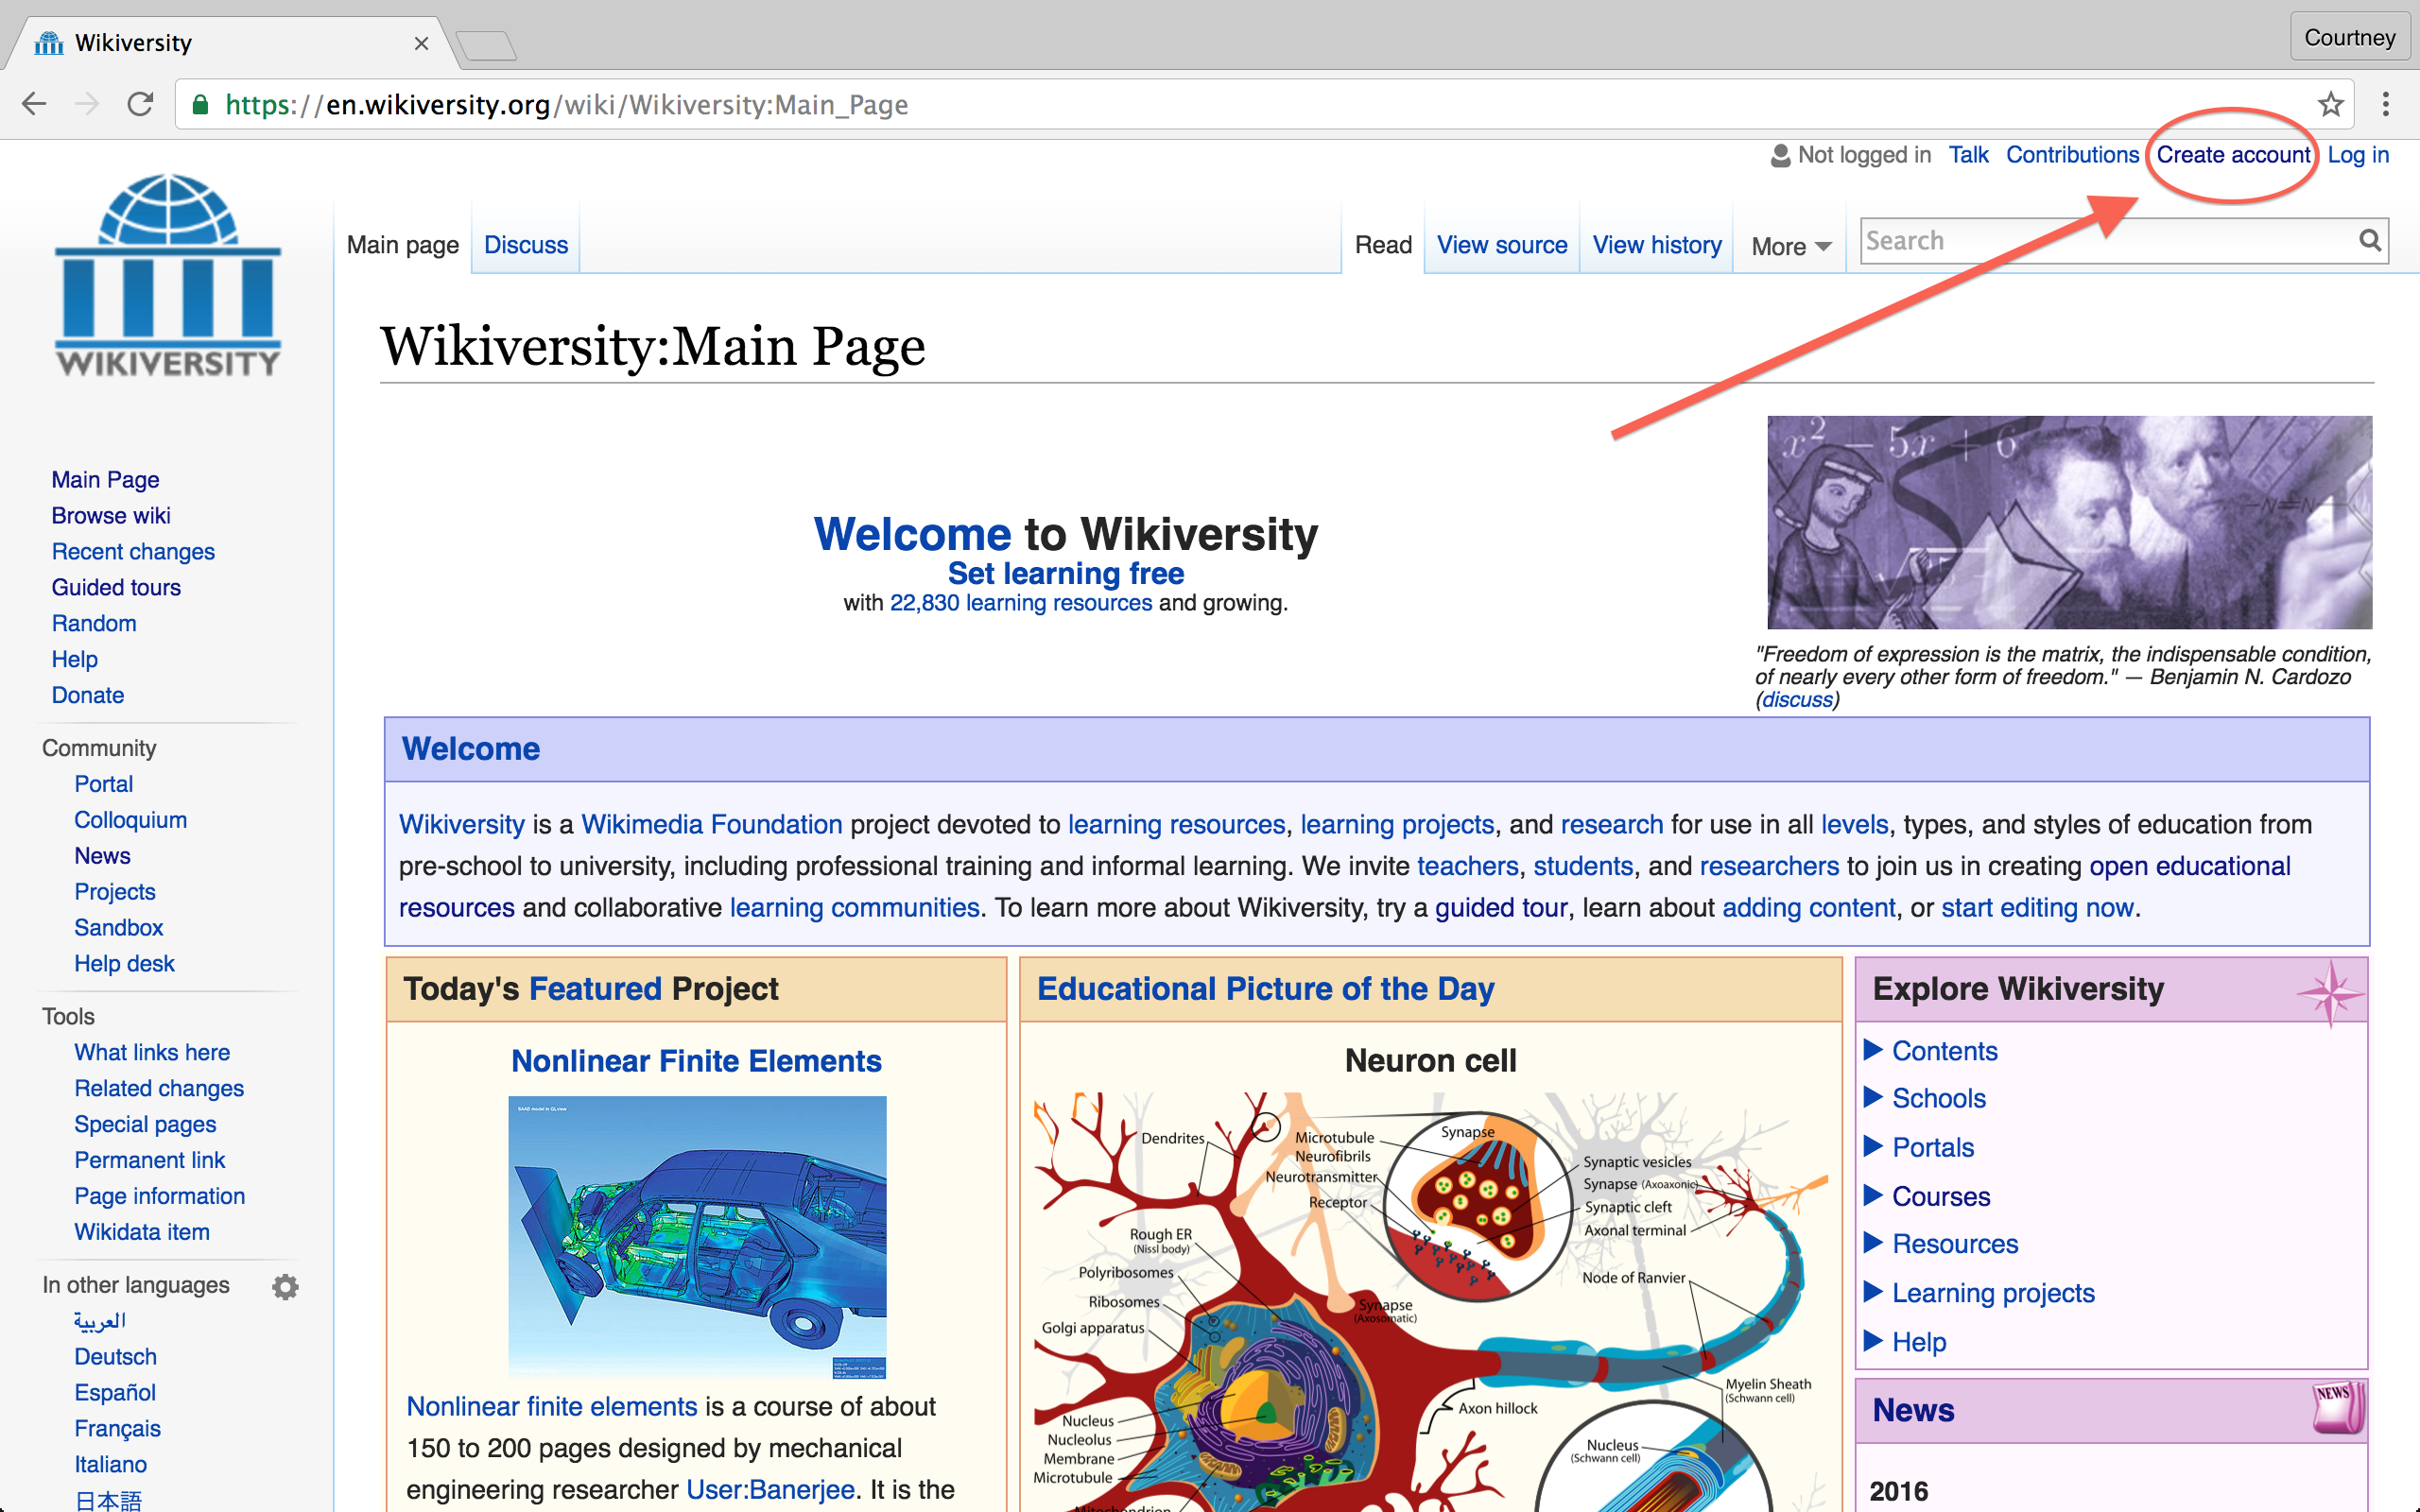 Wikiversity
Courtney
https://en.wikiversity.org/wiki/Wikiversity:Main_Page
Not logged in Talk Contributions Create account Log in
WIKIVERSITY
Main page Discuss Read View source View history More Search
Wikiversity:Main Page
x² − 5x + 6
Welcome to Wikiversity
Set learning free
with 22,830 learning resources and growing.
"Freedom of expression is the matrix, the indispensable condition,
of nearly every other form of freedom." — Benjamin N. Cardozo
(discuss)
Main Page
Browse wiki
Recent changes
Guided tours
Random
Help
Donate
Community
Portal
Colloquium
News
Projects
Sandbox
Help desk
Tools
What links here
Related changes
Special pages
Permanent link
Page information
Wikidata item
In other languages
العربية
Deutsch
Español
Français
Italiano
日本語
Welcome
Wikiversity is a Wikimedia Foundation project devoted to learning resources, learning projects, and research for use in all levels, types, and styles of education from
pre-school to university, including professional training and informal learning. We invite teachers, students, and researchers to join us in creating open educational
resources and collaborative learning communities. To learn more about Wikiversity, try a guided tour, learn about adding content, or start editing now.
Today's Featured Project
Nonlinear Finite Elements
SAAB model in GLview
Nonlinear finite elements is a course of about
150 to 200 pages designed by mechanical
engineering researcher User:Banerjee. It is the
Educational Picture of the Day
Neuron cell
Dendrites
Microtubule
Neurofibrils
Neurotransmitter
Receptor
Synapse
Synaptic vesicles
Synapse (Axoaxonic)
Synaptic cleft
Axonal terminal
Rough ER
(Nissl body)
Polyribosomes
Ribosomes
Golgi apparatus
Synapse
(Axosomatic)
Node of Ranvier
Myelin Sheath
(Schwann cell)
Axon hillock
Nucleus
Nucleolus
Membrane
Microtubule
Mitochondrion
Nucleus
(Schwann cell)
Explore Wikiversity
Contents
Schools
Portals
Courses
Resources
Learning projects
Help
News
NEWS
2016